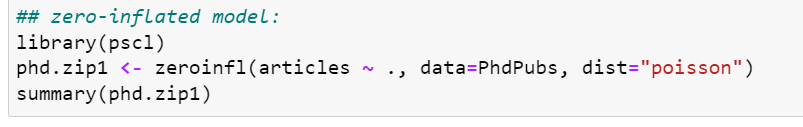 ## zero-inflated model:
library(pscl)
phd.zip1 <- zeroinfl(articles ~ ., data=PhdPubs, dist="poisson")
summary(phd.zip1)